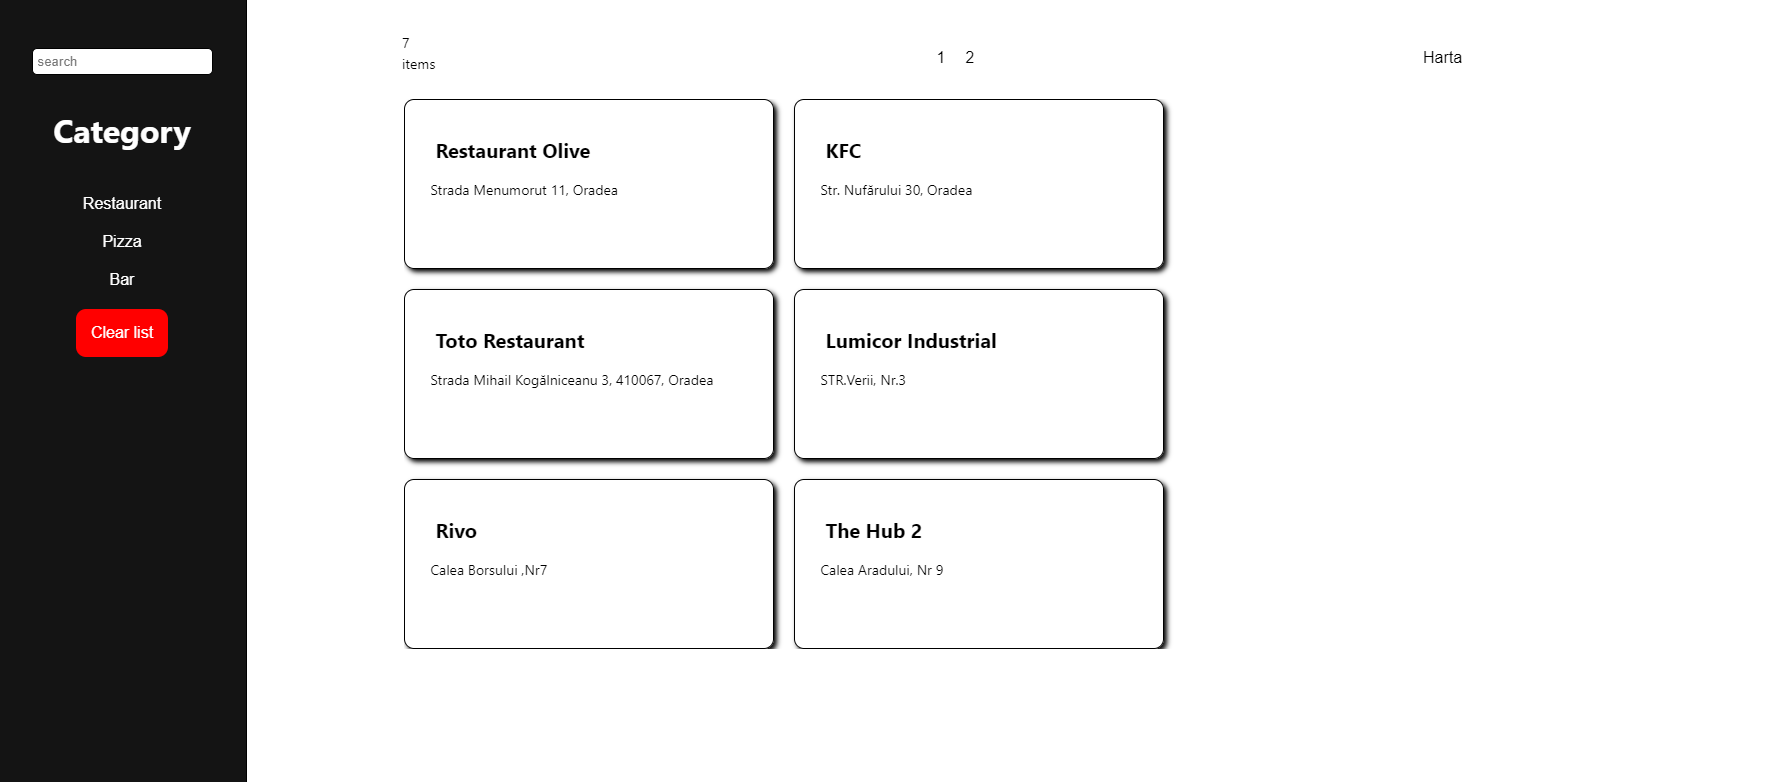 search
Category
Restaurant
Pizza
Bar
Clear list
7
items
1 2
Harta
Restaurant Olive
Strada Menumorut 11, Oradea
KFC
Str. Nufărului 30, Oradea
Toto Restaurant
Strada Mihail Kogălniceanu 3, 410067, Oradea
Lumicor Industrial
STR.Verii, Nr.3
Rivo
Calea Borsului ,Nr7
The Hub 2
Calea Aradului, Nr 9